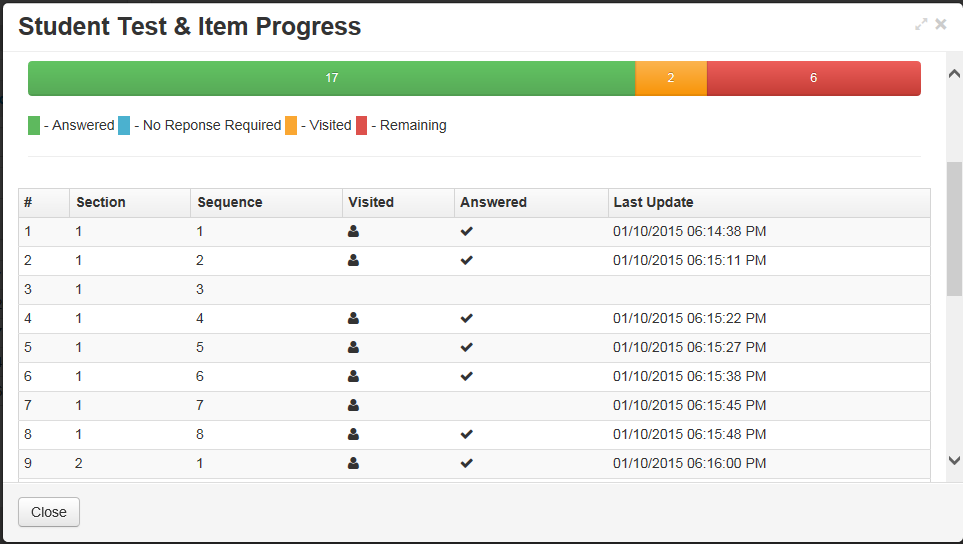 Student Test & Item Progress
17 2 6
- Answered - No Reponse Required - Visited - Remaining
# Section Sequence Visited Answered Last Update
1 1 1 01/10/2015 06:14:38 PM
2 1 2 01/10/2015 06:15:11 PM
3 1 3
4 1 4 01/10/2015 06:15:22 PM
5 1 5 01/10/2015 06:15:27 PM
6 1 6 01/10/2015 06:15:38 PM
7 1 7 01/10/2015 06:15:45 PM
8 1 8 01/10/2015 06:15:48 PM
9 2 1 01/10/2015 06:16:00 PM
Close